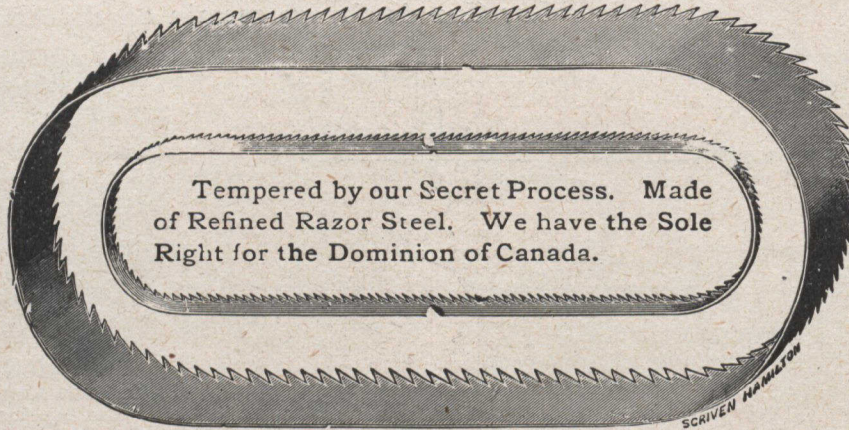 Tempered by our Secret Process. Made
of Refined Razor Steel. We have the Sole
Right for the Dominion of Canada.
SCRIVEN HAMILTON